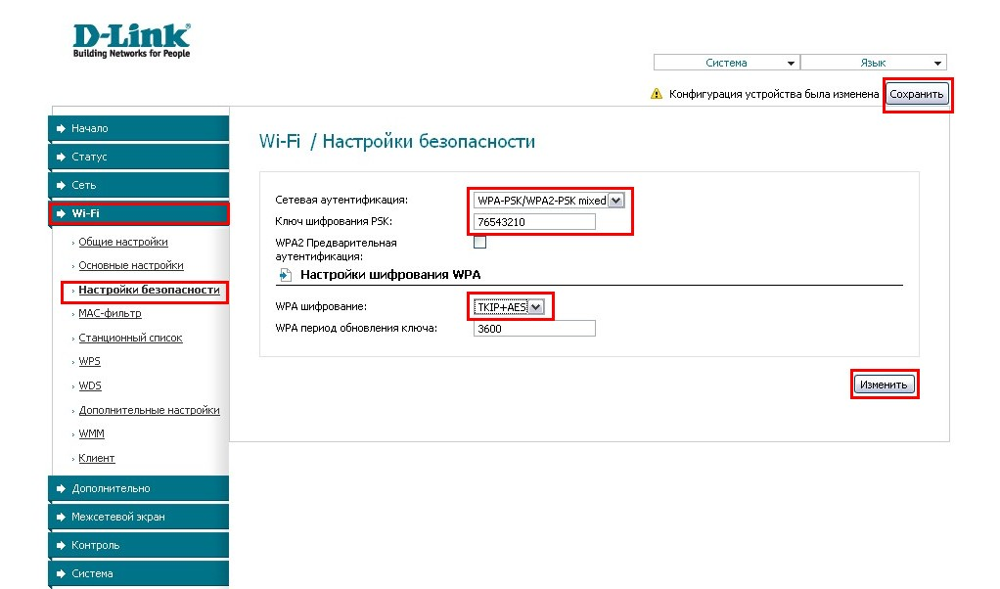 D-Link
Building Networks for People
Система Язык
Конфигурация устройства была изменена Сохранить
Начало
Статус
Сеть
Wi-Fi
Общие настройки
Основные настройки
Настройки безопасности
MAC-фильтр
Станционный список
WPS
WDS
Дополнительные настройки
WMM
Клиент
Дополнительно
Межсетевой экран
Контроль
Система
Wi-Fi / Настройки безопасности
Сетевая аутентификация: WPA-PSK/WPA2-PSK mixed
Ключ шифрования PSK: 76543210
WPA2 Предварительная
аутентификация:
Настройки шифрования WPA
WPA шифрование: TKIP+AES
WPA период обновления ключа: 3600
Изменить